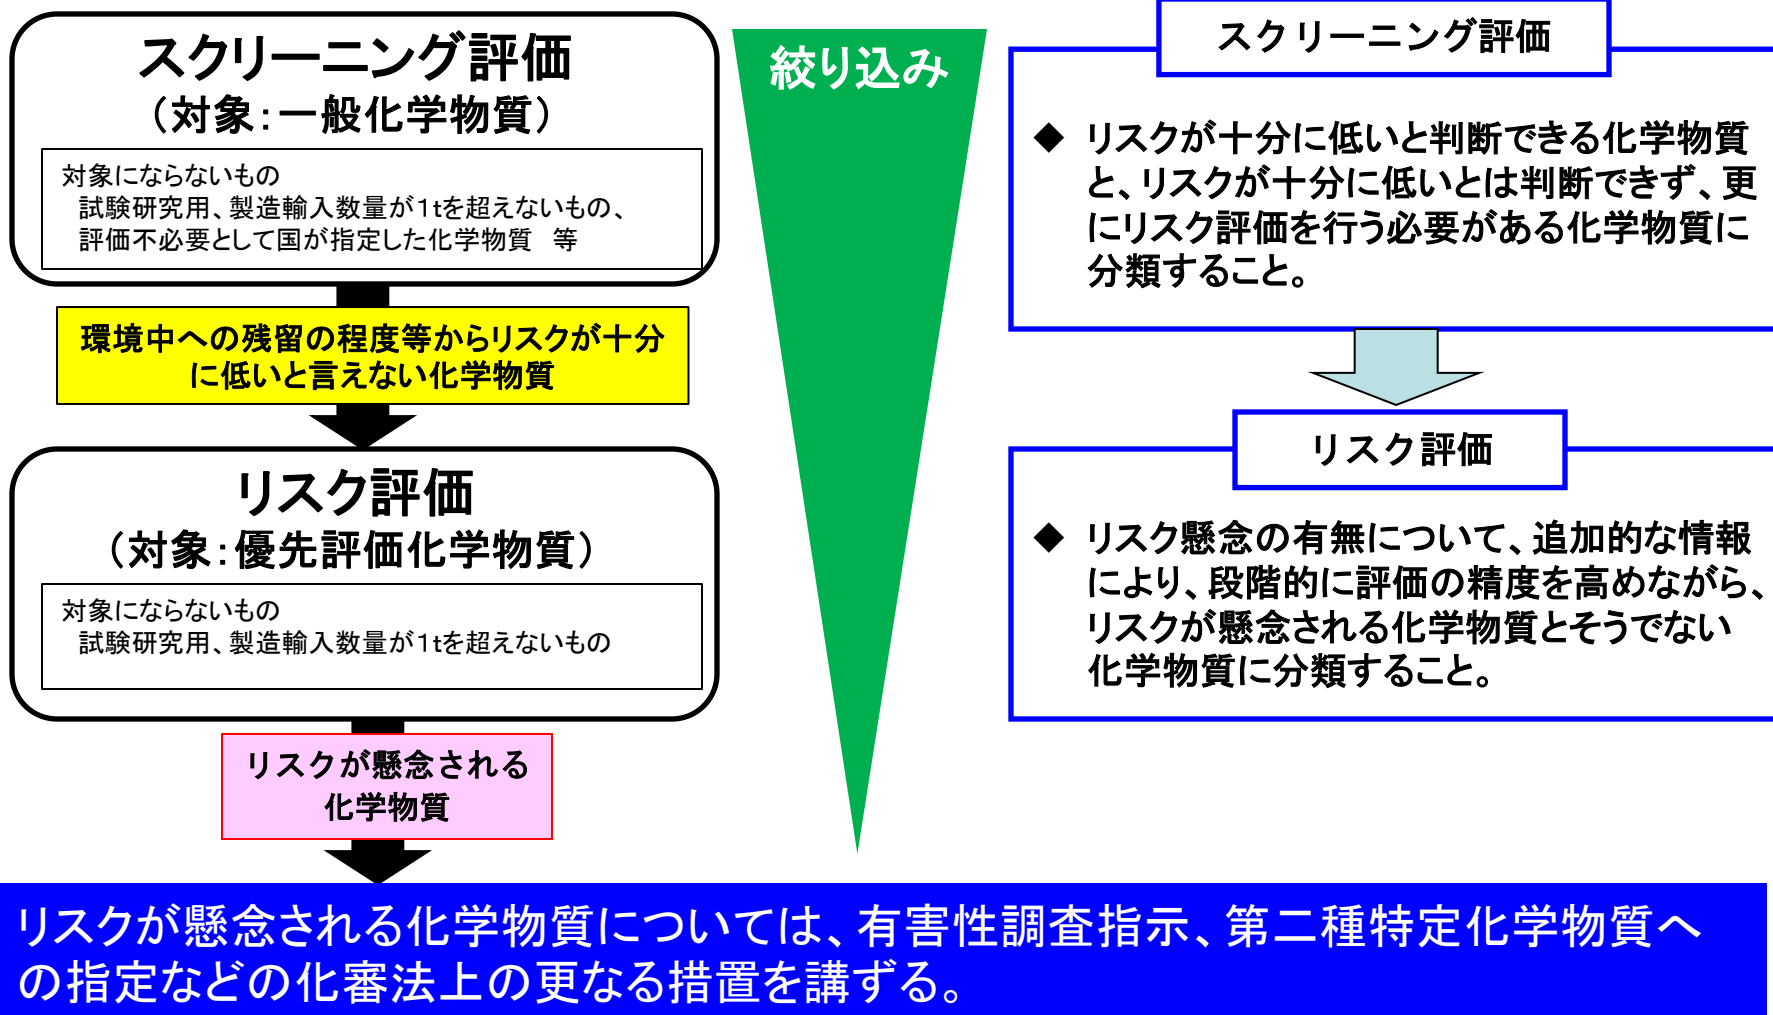 スクリーニング評価
（対象：一般化学物質）
対象にならないもの
試験研究用、製造輸入数量が1tを超えないもの、
評価不必要として国が指定した化学物質　等
環境中への残留の程度等からリスクが十分
に低いと言えない化学物質
リスク評価
（対象：優先評価化学物質）
対象にならないもの
試験研究用、製造輸入数量が1tを超えないもの
リスクが懸念される
化学物質
絞り込み
スクリーニング評価
◆ リスクが十分に低いと判断できる化学物質
と、リスクが十分に低いとは判断できず、更
にリスク評価を行う必要がある化学物質に
分類すること。
リスク評価
◆ リスク懸念の有無について、追加的な情報
により、段階的に評価の精度を高めながら、
リスクが懸念される化学物質とそうでない
化学物質に分類すること。
リスクが懸念される化学物質については、有害性調査指示、第二種特定化学物質へ
の指定などの化審法上の更なる措置を講ずる。